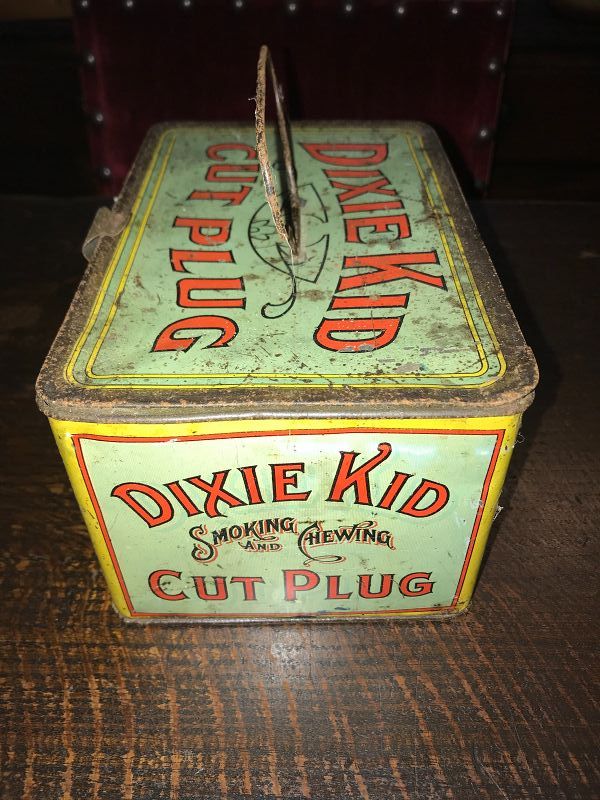 DIXIE KID
CUT PLUG
DIXIE KID
SMOKING
AND CHEWING
CUT PLUG